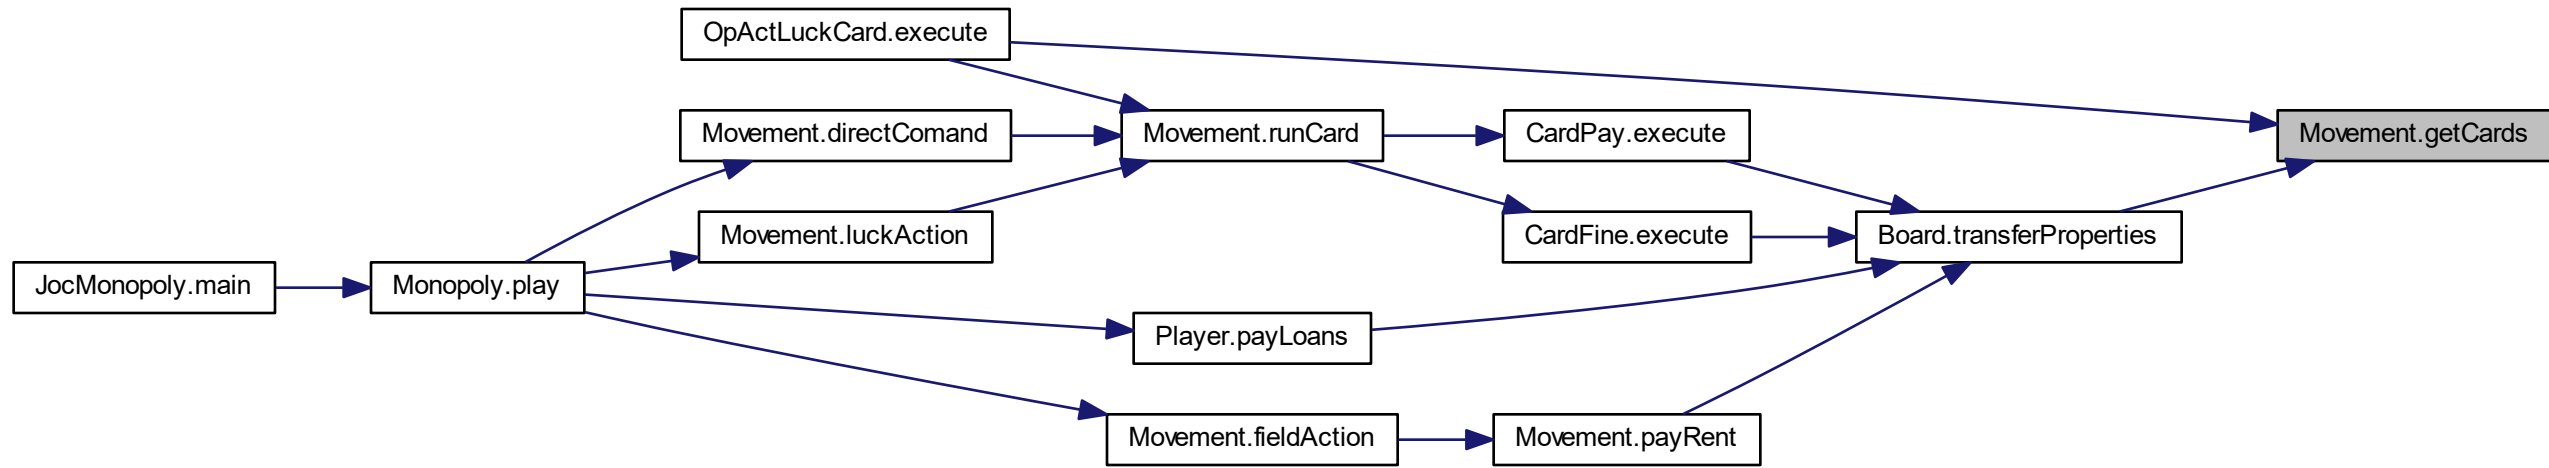 OpActLuckCard.execute
Movement.directComand
Movement.runCard
CardPay.execute
Movement.getCards
Movement.luckAction
CardFine.execute
Board.transferProperties
JocMonopoly.main
Monopoly.play
Player.payLoans
Movement.fieldAction
Movement.payRent